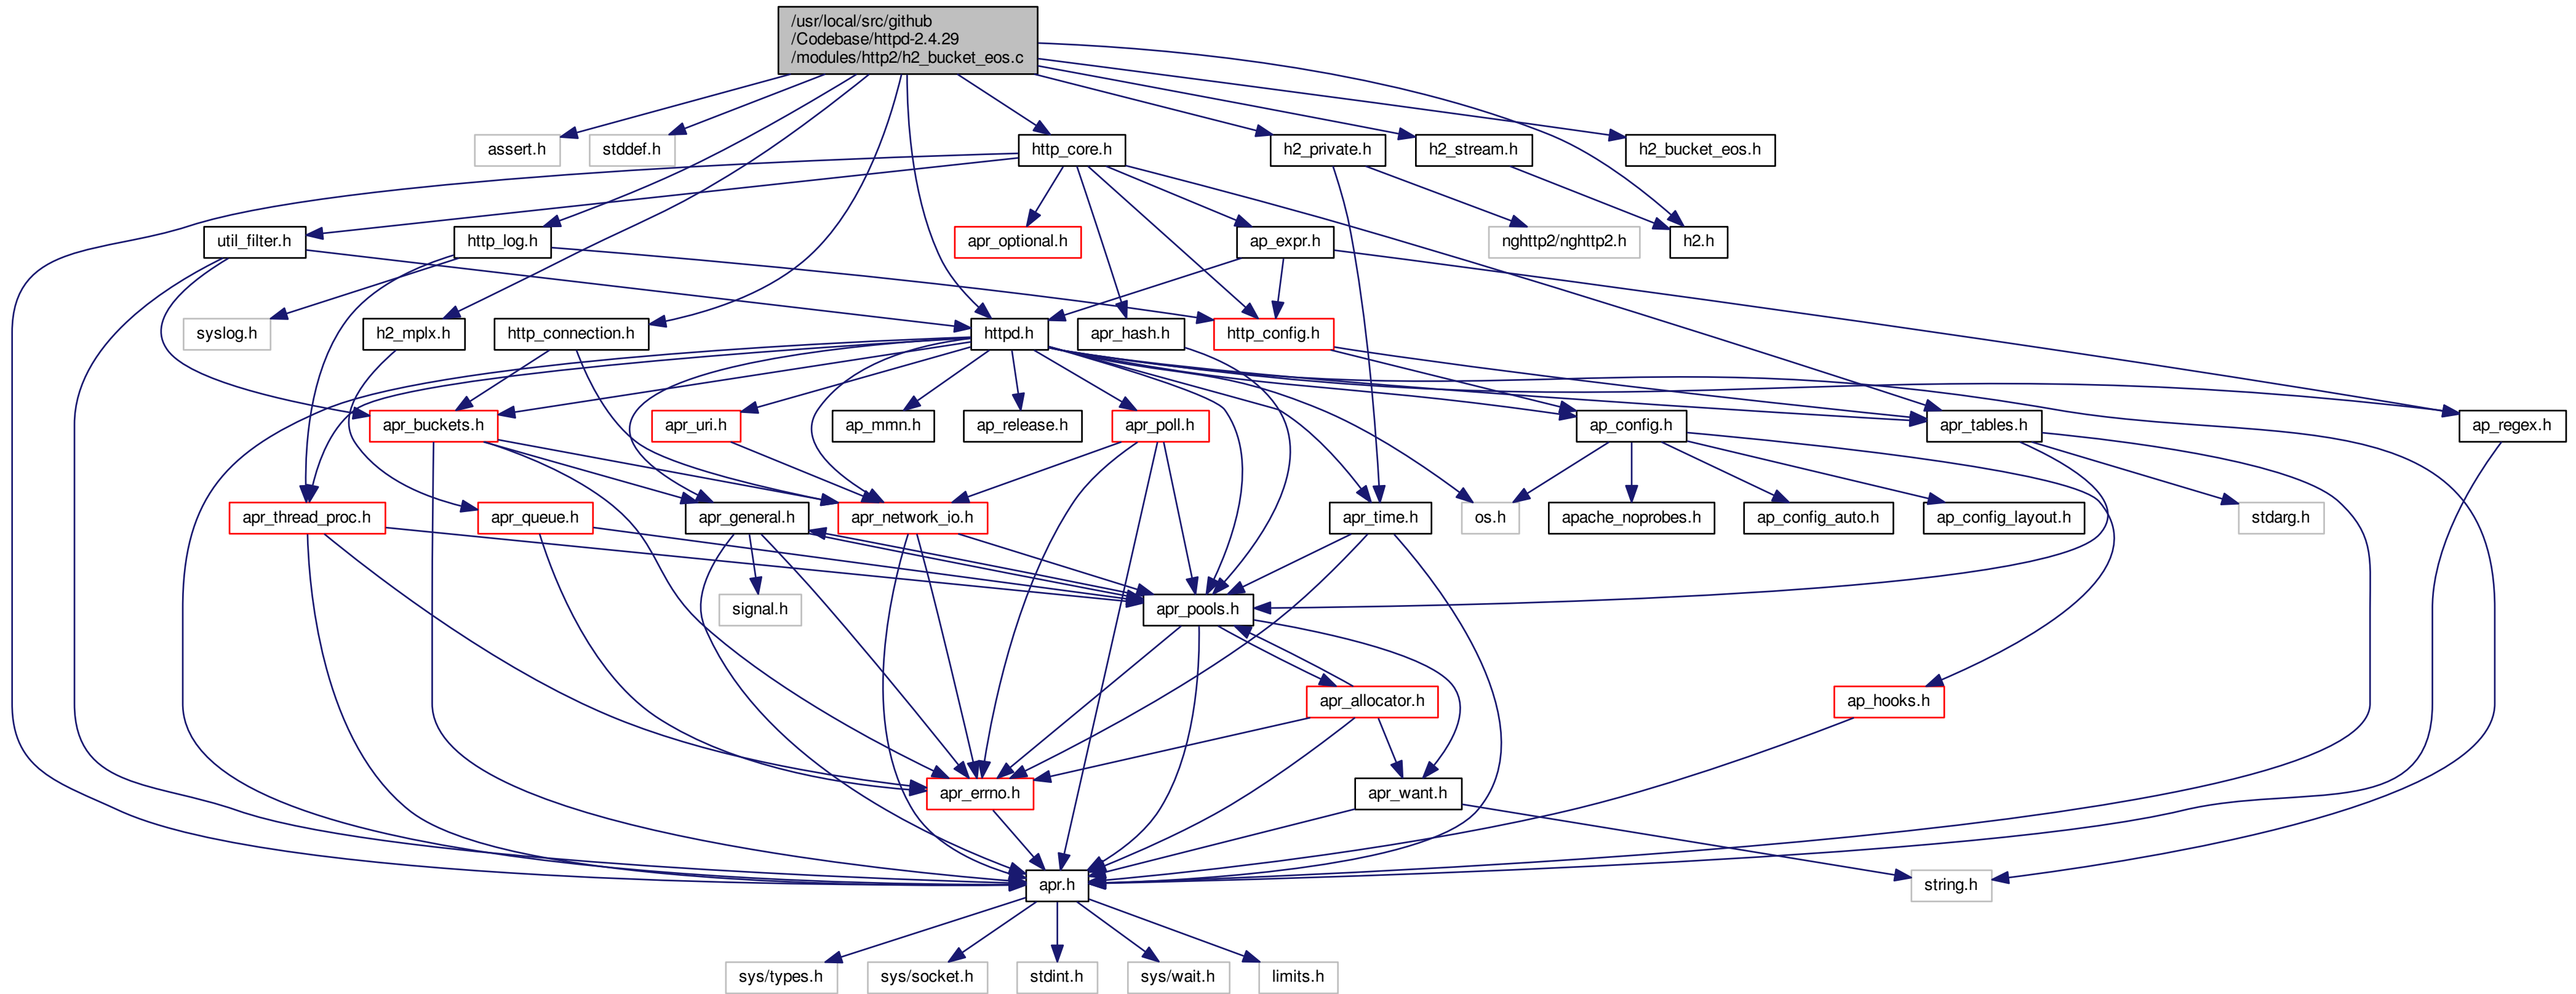 /usr/local/src/github
/Codebase/httpd-2.4.29
/modules/http2/h2_bucket_eos.c
assert.h
stddef.h
http_core.h
h2_private.h
h2_stream.h
h2_bucket_eos.h
util_filter.h
http_log.h
apr_optional.h
ap_expr.h
nghttp2/nghttp2.h
h2.h
syslog.h
h2_mplx.h
http_connection.h
httpd.h
apr_hash.h
http_config.h
apr_buckets.h
apr_uri.h
ap_mmn.h
ap_release.h
apr_poll.h
ap_config.h
apr_tables.h
ap_regex.h
apr_thread_proc.h
apr_queue.h
apr_general.h
apr_network_io.h
apr_time.h
os.h
apache_noprobes.h
ap_config_auto.h
ap_config_layout.h
stdarg.h
signal.h
apr_pools.h
apr_allocator.h
ap_hooks.h
apr_errno.h
apr_want.h
apr.h
string.h
sys/types.h
sys/socket.h
stdint.h
sys/wait.h
limits.h